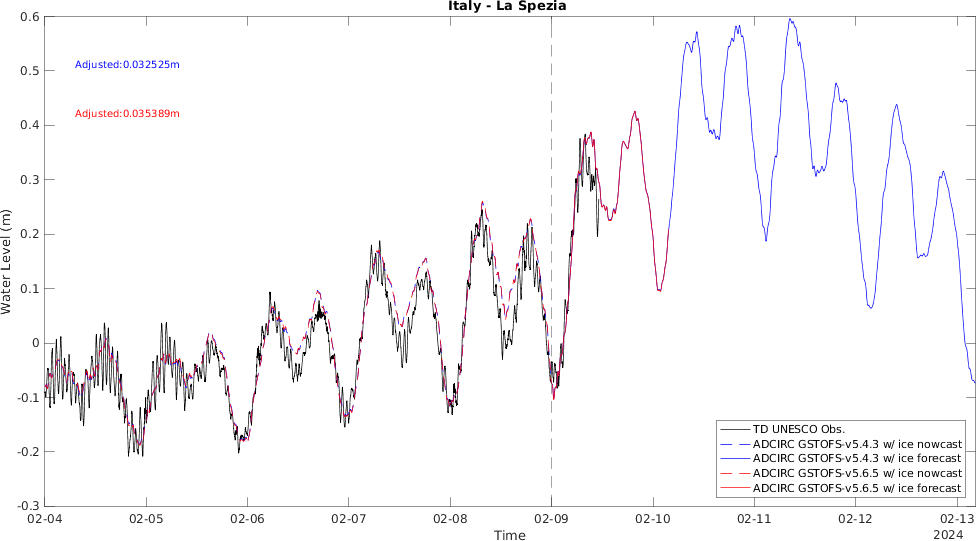 Italy - La Spezia
Adjusted:0.032525m
Adjusted:0.035389m
Water Level (m)
0.6
0.5
0.4
0.3
0.2
0.1
0
-0.1
-0.2
-0.3
TD UNESCO Obs.
ADCIRC GSTOFS-v5.4.3 w/ ice nowcast
ADCIRC GSTOFS-v5.4.3 w/ ice forecast
ADCIRC GSTOFS-v5.6.5 w/ ice nowcast
ADCIRC GSTOFS-v5.6.5 w/ ice forecast
02-04 02-05 02-06 02-07 02-08 02-09 02-10 02-11 02-12 02-13
Time
2024